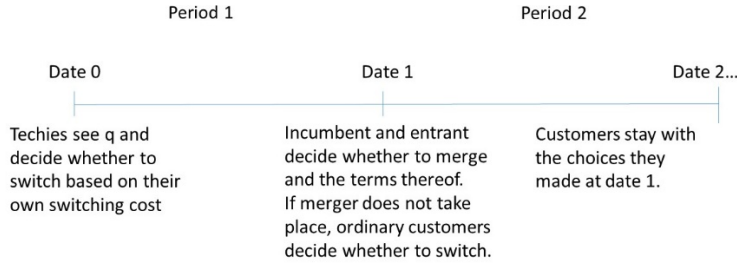 Period 1
Period 2
Date 0
Date 1
Date 2...
Techies see q and
decide whether to
switch based on their
own switching cost
Incumbent and entrant
decide whether to merge
and the terms thereof.
If merger does not take
place, ordinary customers
decide whether to switch.
Customers stay with
the choices they
made at date 1.